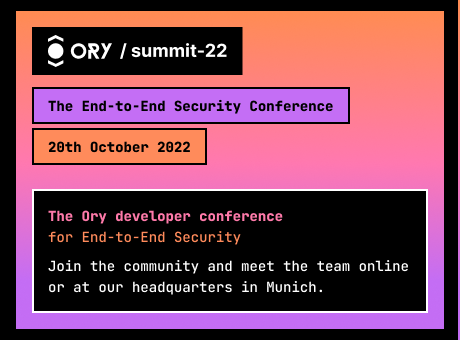 ORY / summit-22
The End-to-End Security Conference
20th October 2022
The Ory developer conference
for End-to-End Security
Join the community and meet the team online
or at our headquarters in Munich.